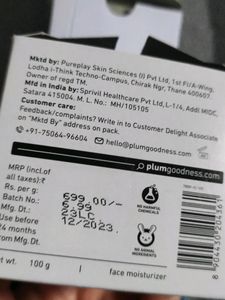 Mktd by: Pureplay Skin Sciences (I) Pvt Ltd, 1st Fl/A-Wing,
Lodha i-Think Techno-Campus, Chirak Ngr, Thane 400607
Owner of regd TM.
Mfd in India by: Sprivil Healthcare Pvt Ltd, L-1/4, Addl MIDC,
Satara 415004. M. L. No.: MH/105105
Customer care:
Feedback/complaints? Write in to Customer Delight Associate
on "Mktd By" address on pack.
+91-75064-96604
hello@plumgoodness.com
plumgoodness.com
MRP (incl.of
all taxes):₹
Rs. per g:
Batch No.:
Mfg. Dt.:
Use before
24 months
from Mfg. Dt.
699.00/-
6.99
23LC
12/2023
NO HARMFUL
CHEMICALS
NO ANIMAL
INGREDIENTS
wt. 100 g
face moisturizer